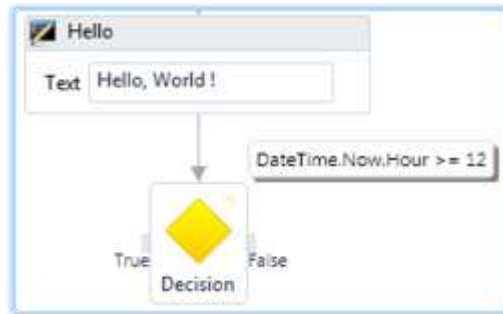 Hello
Text Hello, World !
DateTime.Now.Hour >= 12
True False
Decision